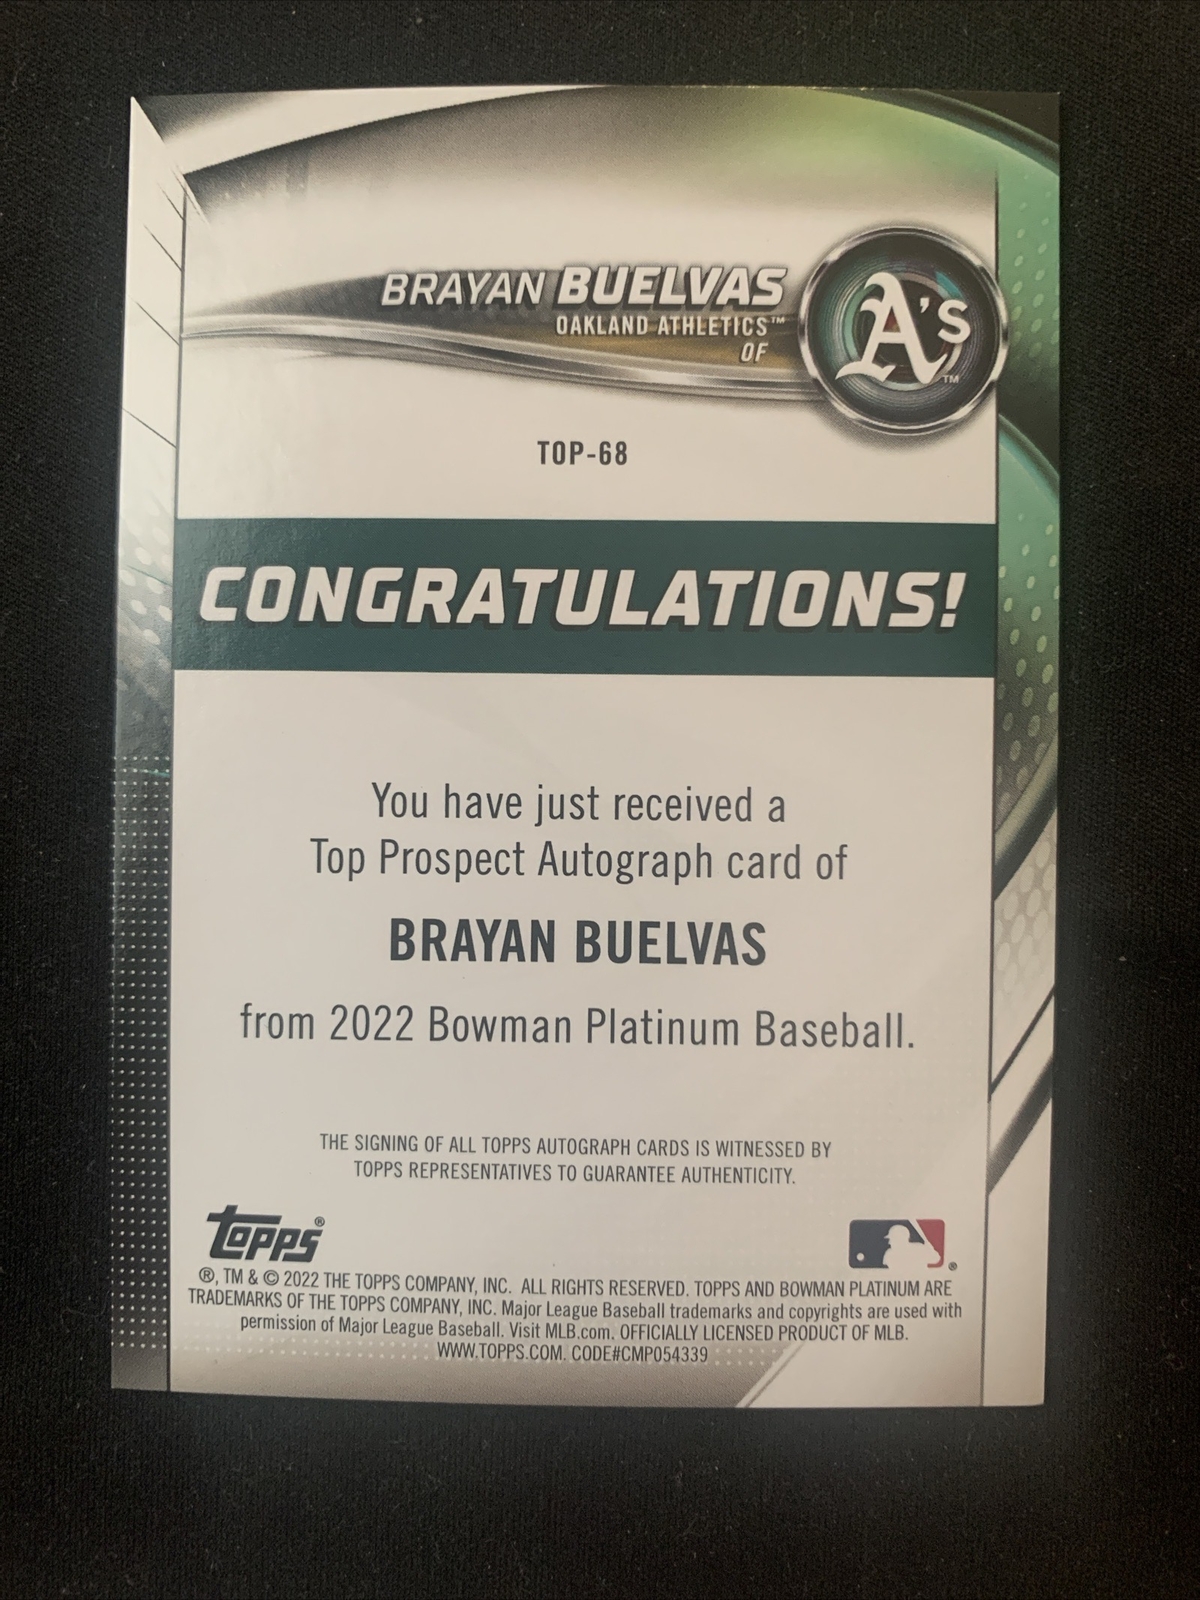 BRAYAN BUELVAS
OAKLAND ATHLETICS™
OF
A's™
TOP-68
CONGRATULATIONS!
You have just received a
Top Prospect Autograph card of
BRAYAN BUELVAS
from 2022 Bowman Platinum Baseball.
THE SIGNING OF ALL TOPPS AUTOGRAPH CARDS IS WITNESSED BY
TOPPS REPRESENTATIVES TO GUARANTEE AUTHENTICITY.
topps®
®
®, TM & © 2022 THE TOPPS COMPANY, INC. ALL RIGHTS RESERVED. TOPPS AND BOWMAN PLATINUM ARE
TRADEMARKS OF THE TOPPS COMPANY, INC. Major League Baseball trademarks and copyrights are used with
permission of Major League Baseball. Visit MLB.com. OFFICIALLY LICENSED PRODUCT OF MLB.
WWW.TOPPS.COM. CODE#CMP054339